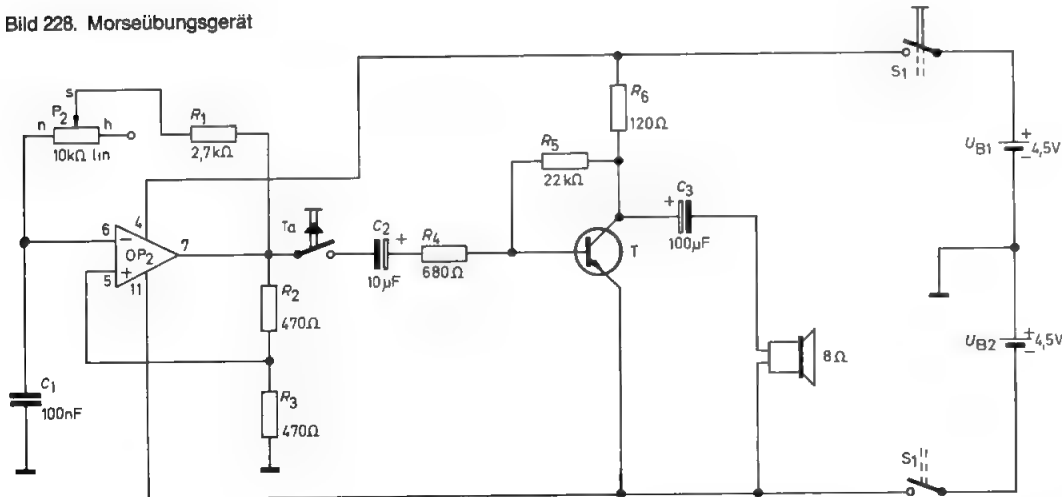 Bild 228. Morseübungsgerät
S1
P2
s
n
h
10kΩ lin
R1
2,7kΩ
R6
120Ω
R5
22kΩ
UB1
+
−
4,5V
6
4
−
OP2
7
+
5
11
Ta
C2
+
10µF
R4
680Ω
C3
+
100µF
T
R2
470Ω
8Ω
UB2
+
−
4,5V
C1
100nF
R3
470Ω
S1